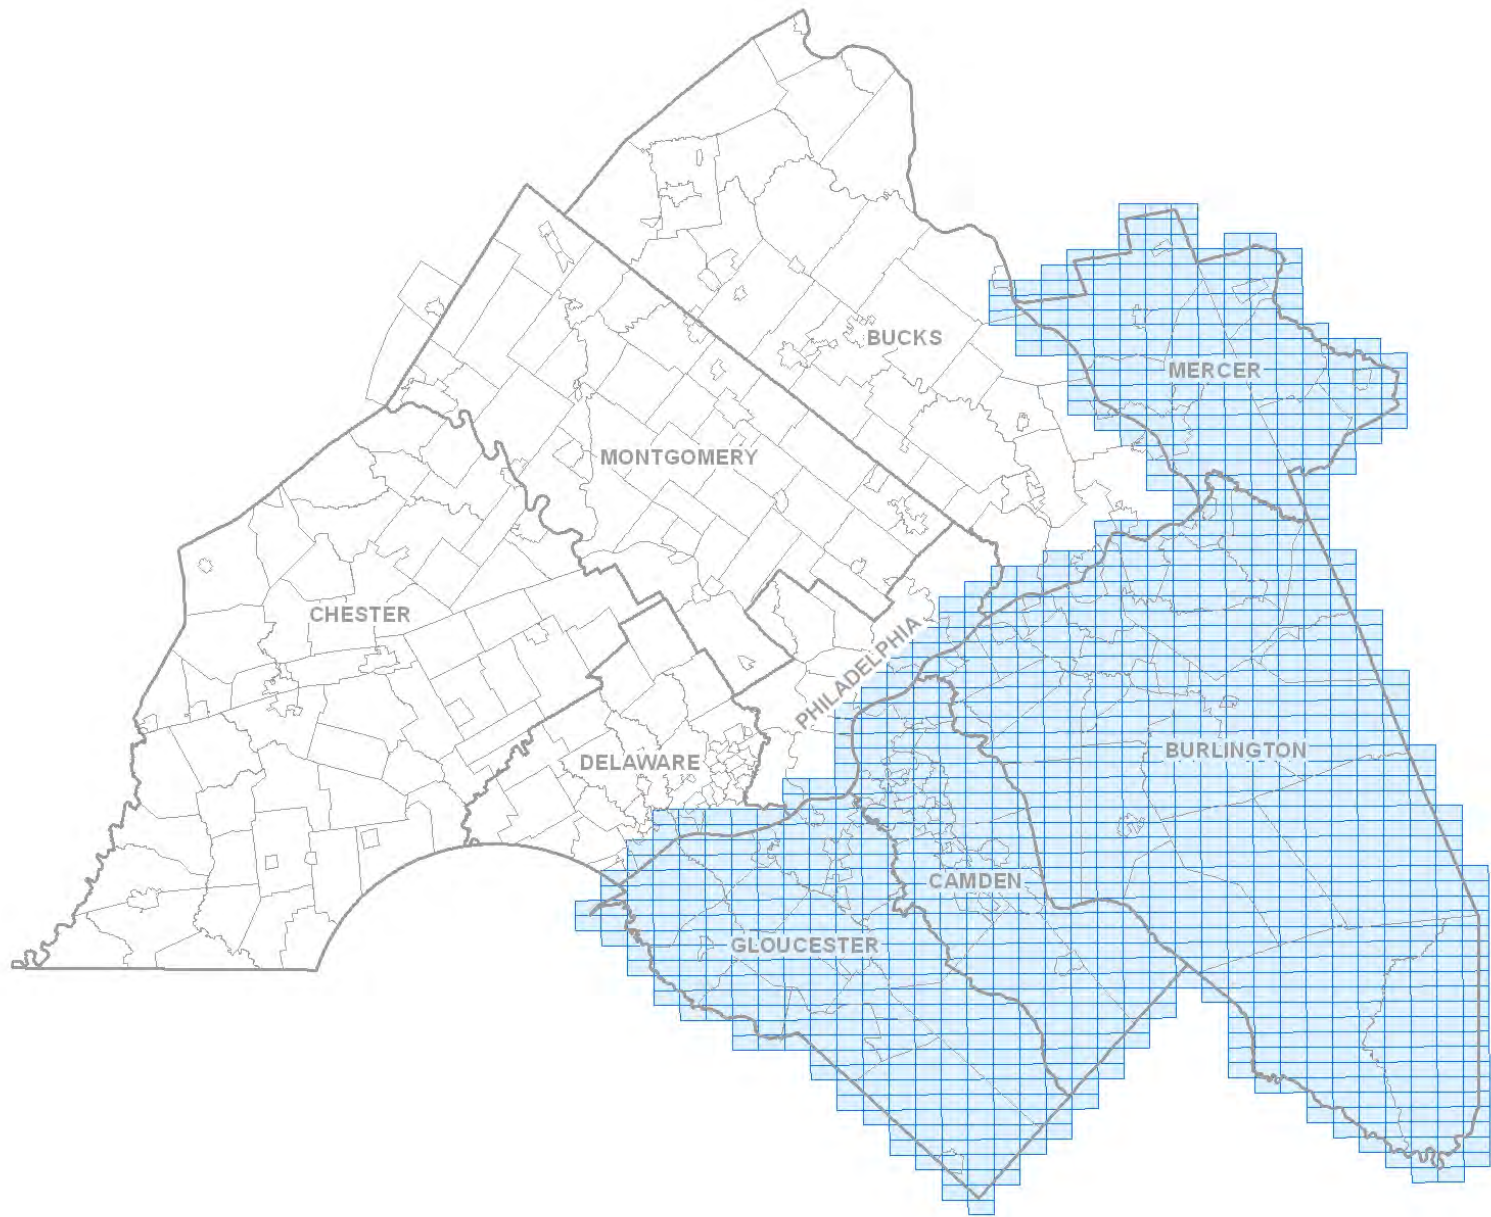 BUCKS
MERCER
MONTGOMERY
CHESTER
PHILADELPHIA
BURLINGTON
DELAWARE
CAMDEN
GLOUCESTER